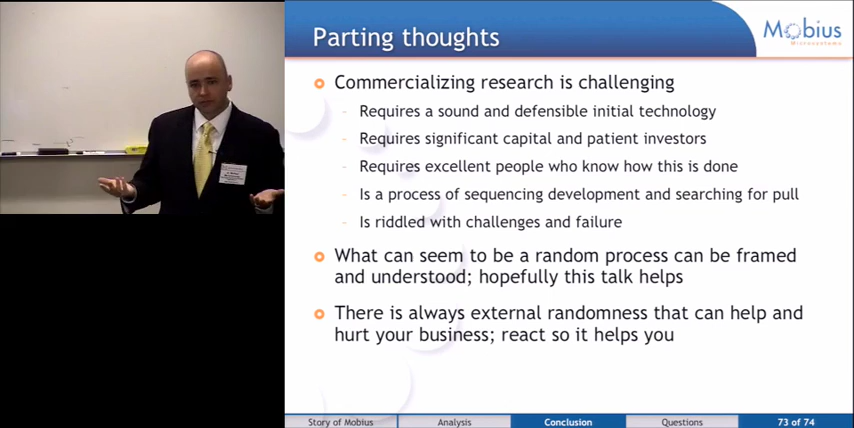 Parting thoughts
Mobius
Microsystems
Commercializing research is challenging
- Requires a sound and defensible initial technology
- Requires significant capital and patient investors
- Requires excellent people who know how this is done
- Is a process of sequencing development and searching for pull
- Is riddled with challenges and failure
What can seem to be a random process can be framed
and understood; hopefully this talk helps
There is always external randomness that can help and
hurt your business; react so it helps you
Story of Mobius
Analysis
Conclusion
Questions
73 of 74